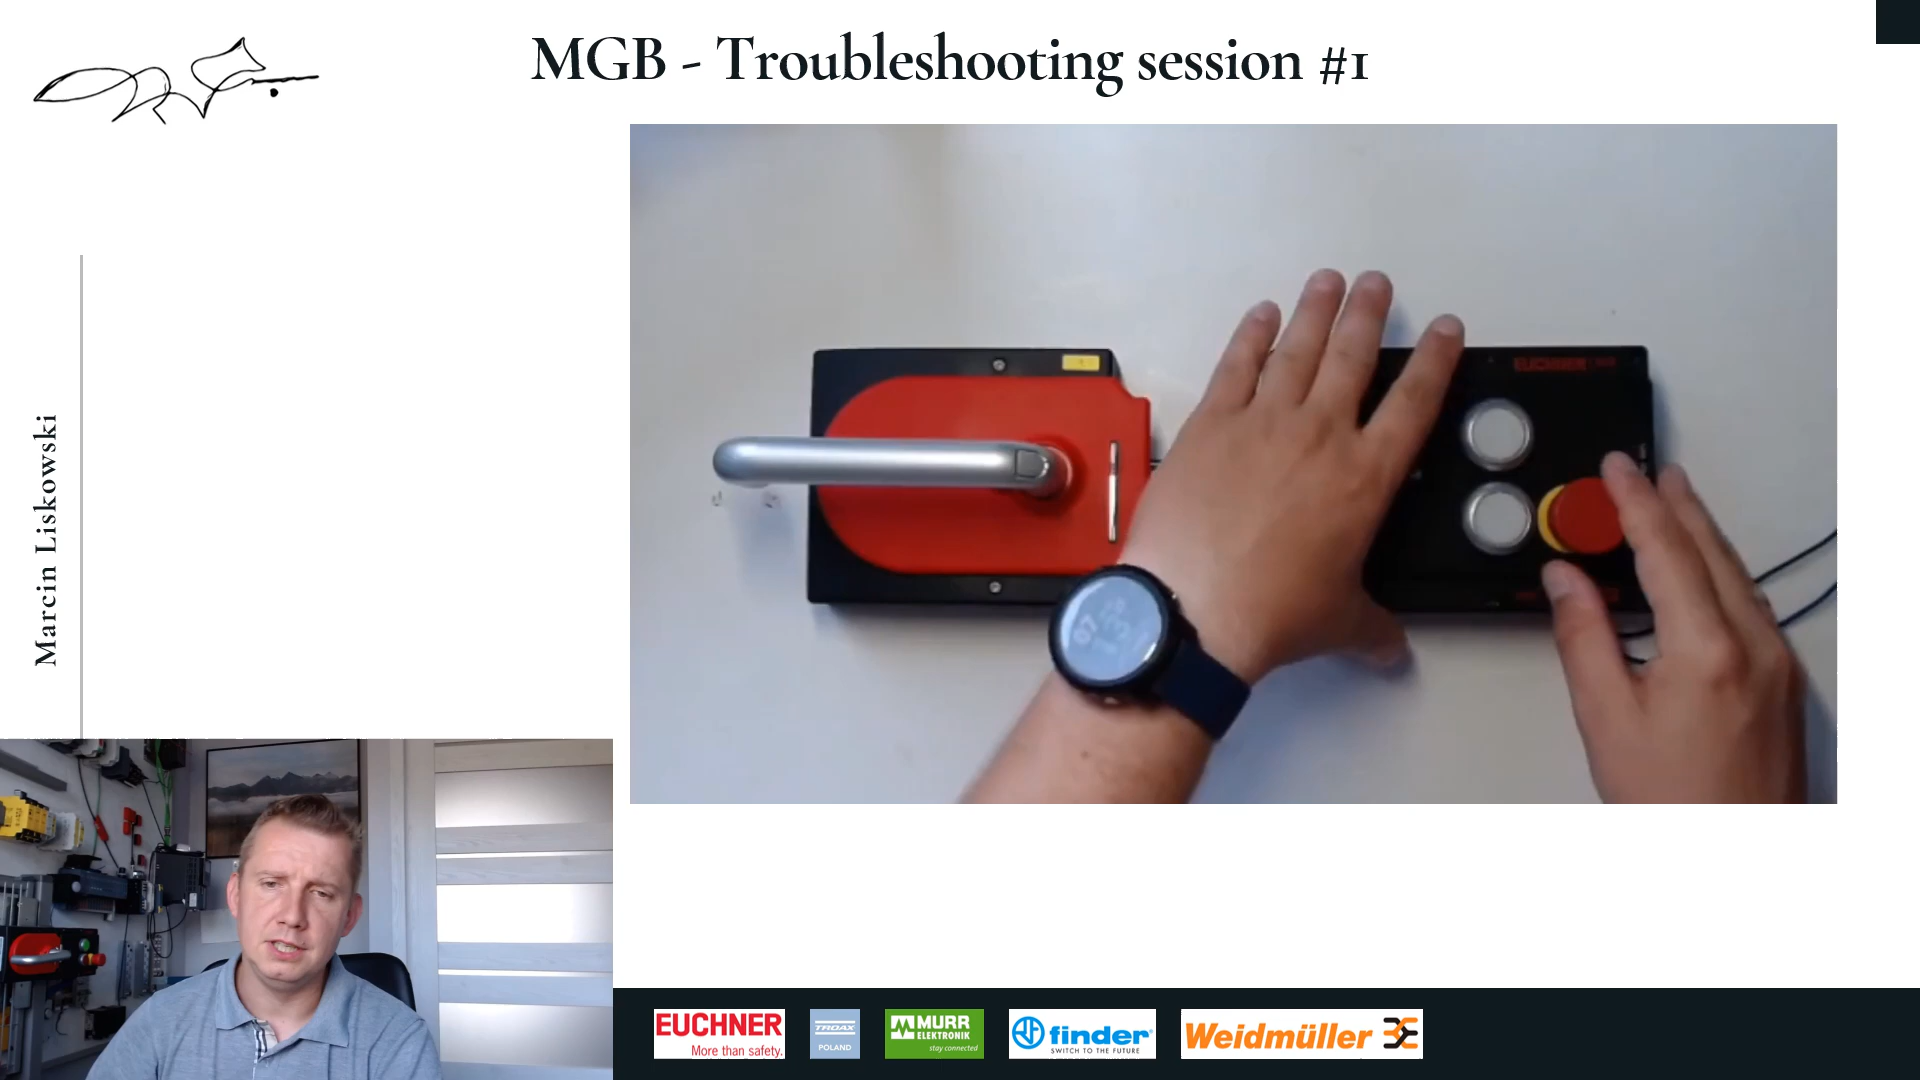 MGB - Troubleshooting session #1
EUCHNER
Marcin Liskowski
EUCHNER
More than safety.
TROAX
POLAND
MURR
ELEKTRONIK
stay connected
finder
SWITCH TO THE FUTURE
Weidmüller